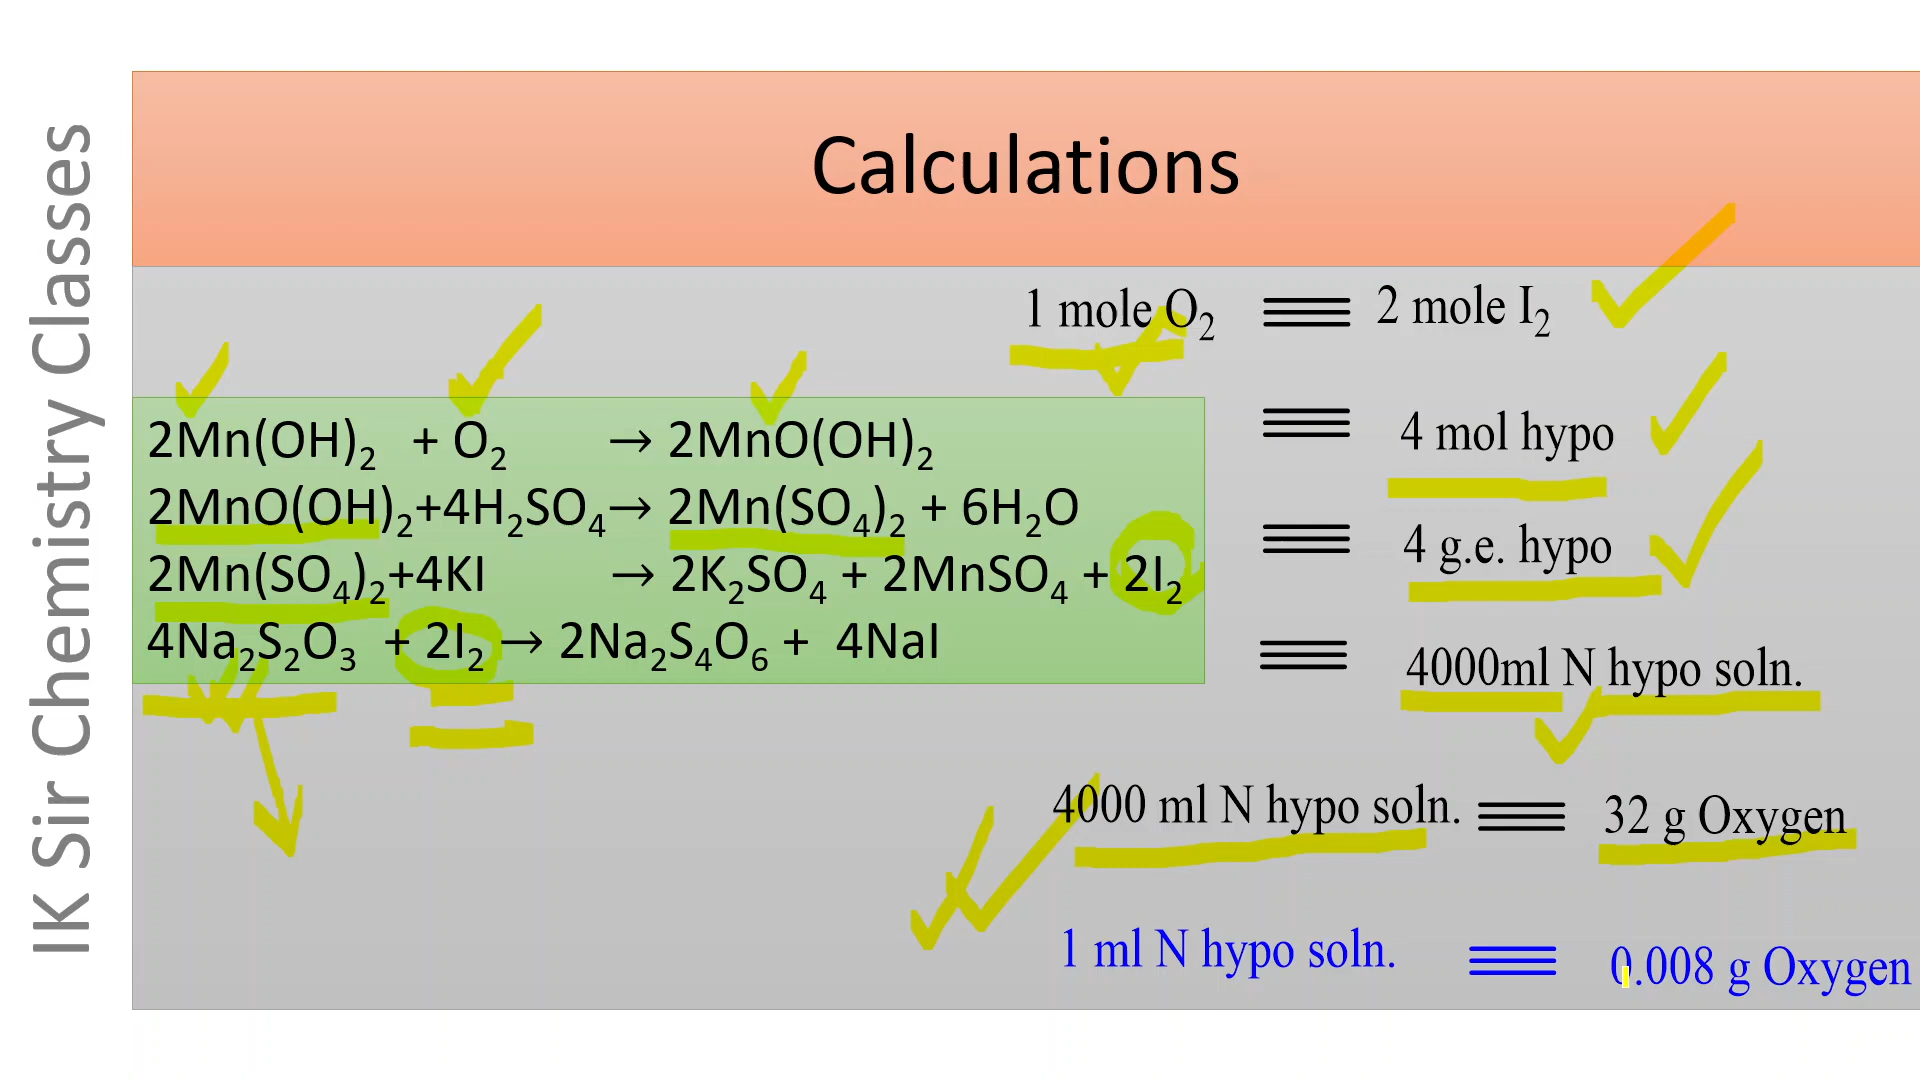 IK Sir Chemistry Classes
Calculations
1 mole O₂ ≡ 2 mole I₂
≡ 4 mol hypo
≡ 4 g.e. hypo
≡ 4000ml N hypo soln.
2Mn(OH)₂ + O₂ → 2MnO(OH)₂
2MnO(OH)₂+4H₂SO₄→ 2Mn(SO₄)₂ + 6H₂O
2Mn(SO₄)₂+4KI → 2K₂SO₄ + 2MnSO₄ + 2I₂
4Na₂S₂O₃ + 2I₂ → 2Na₂S₄O₆ + 4NaI
4000 ml N hypo soln. ≡ 32 g Oxygen
1 ml N hypo soln. ≡ 0.008 g Oxygen